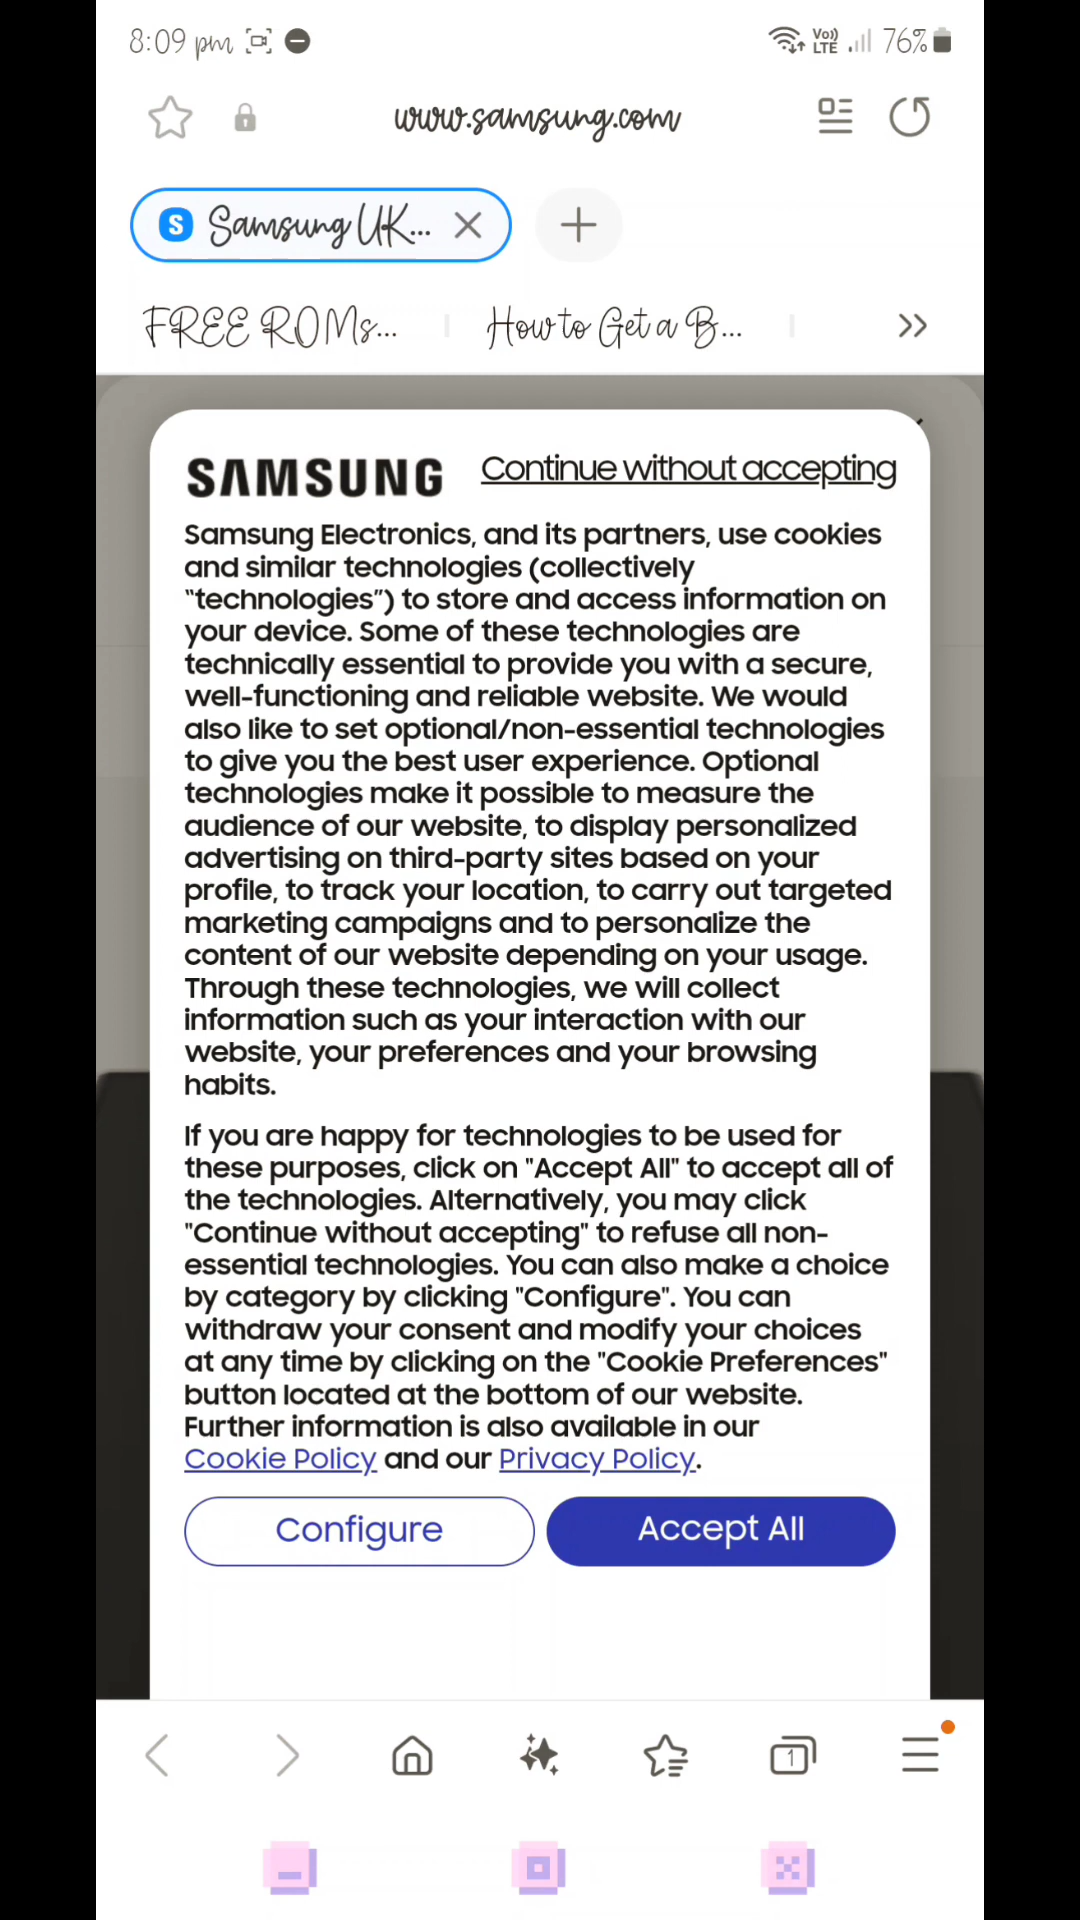 8:09 pm
Vo))
LTE
76%
www.samsung.com
S Samsung UK...
FREE ROMs...
How to Get a B...
SAMSUNG
Continue without accepting
Samsung Electronics, and its partners, use cookies
and similar technologies (collectively
“technologies”) to store and access information on
your device. Some of these technologies are
technically essential to provide you with a secure,
well-functioning and reliable website. We would
also like to set optional/non-essential technologies
to give you the best user experience. Optional
technologies make it possible to measure the
audience of our website, to display personalized
advertising on third-party sites based on your
profile, to track your location, to carry out targeted
marketing campaigns and to personalize the
content of our website depending on your usage.
Through these technologies, we will collect
information such as your interaction with our
website, your preferences and your browsing
habits.
If you are happy for technologies to be used for
these purposes, click on "Accept All" to accept all of
the technologies. Alternatively, you may click
"Continue without accepting" to refuse all non-
essential technologies. You can also make a choice
by category by clicking "Configure". You can
withdraw your consent and modify your choices
at any time by clicking on the "Cookie Preferences"
button located at the bottom of our website.
Further information is also available in our
Cookie Policy and our Privacy Policy.
Configure
Accept All
1